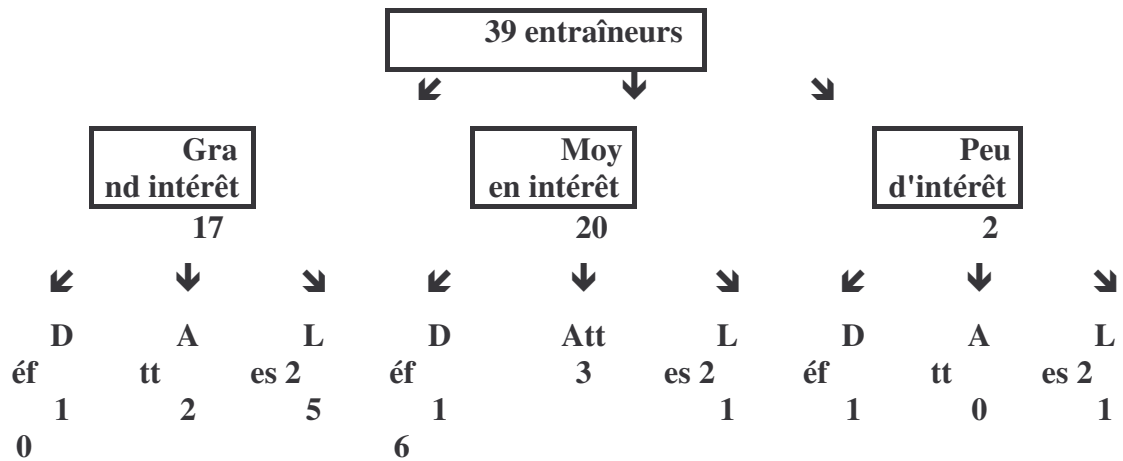 39 entraîneurs
Gra Moy Peu
nd intérêt en intérêt d'intérêt
17 20 2
D A L D Att L D A L
éf tt es 2 éf 3 es 2 éf tt es 2
1 2 5 1 1 1 0 1
0 6